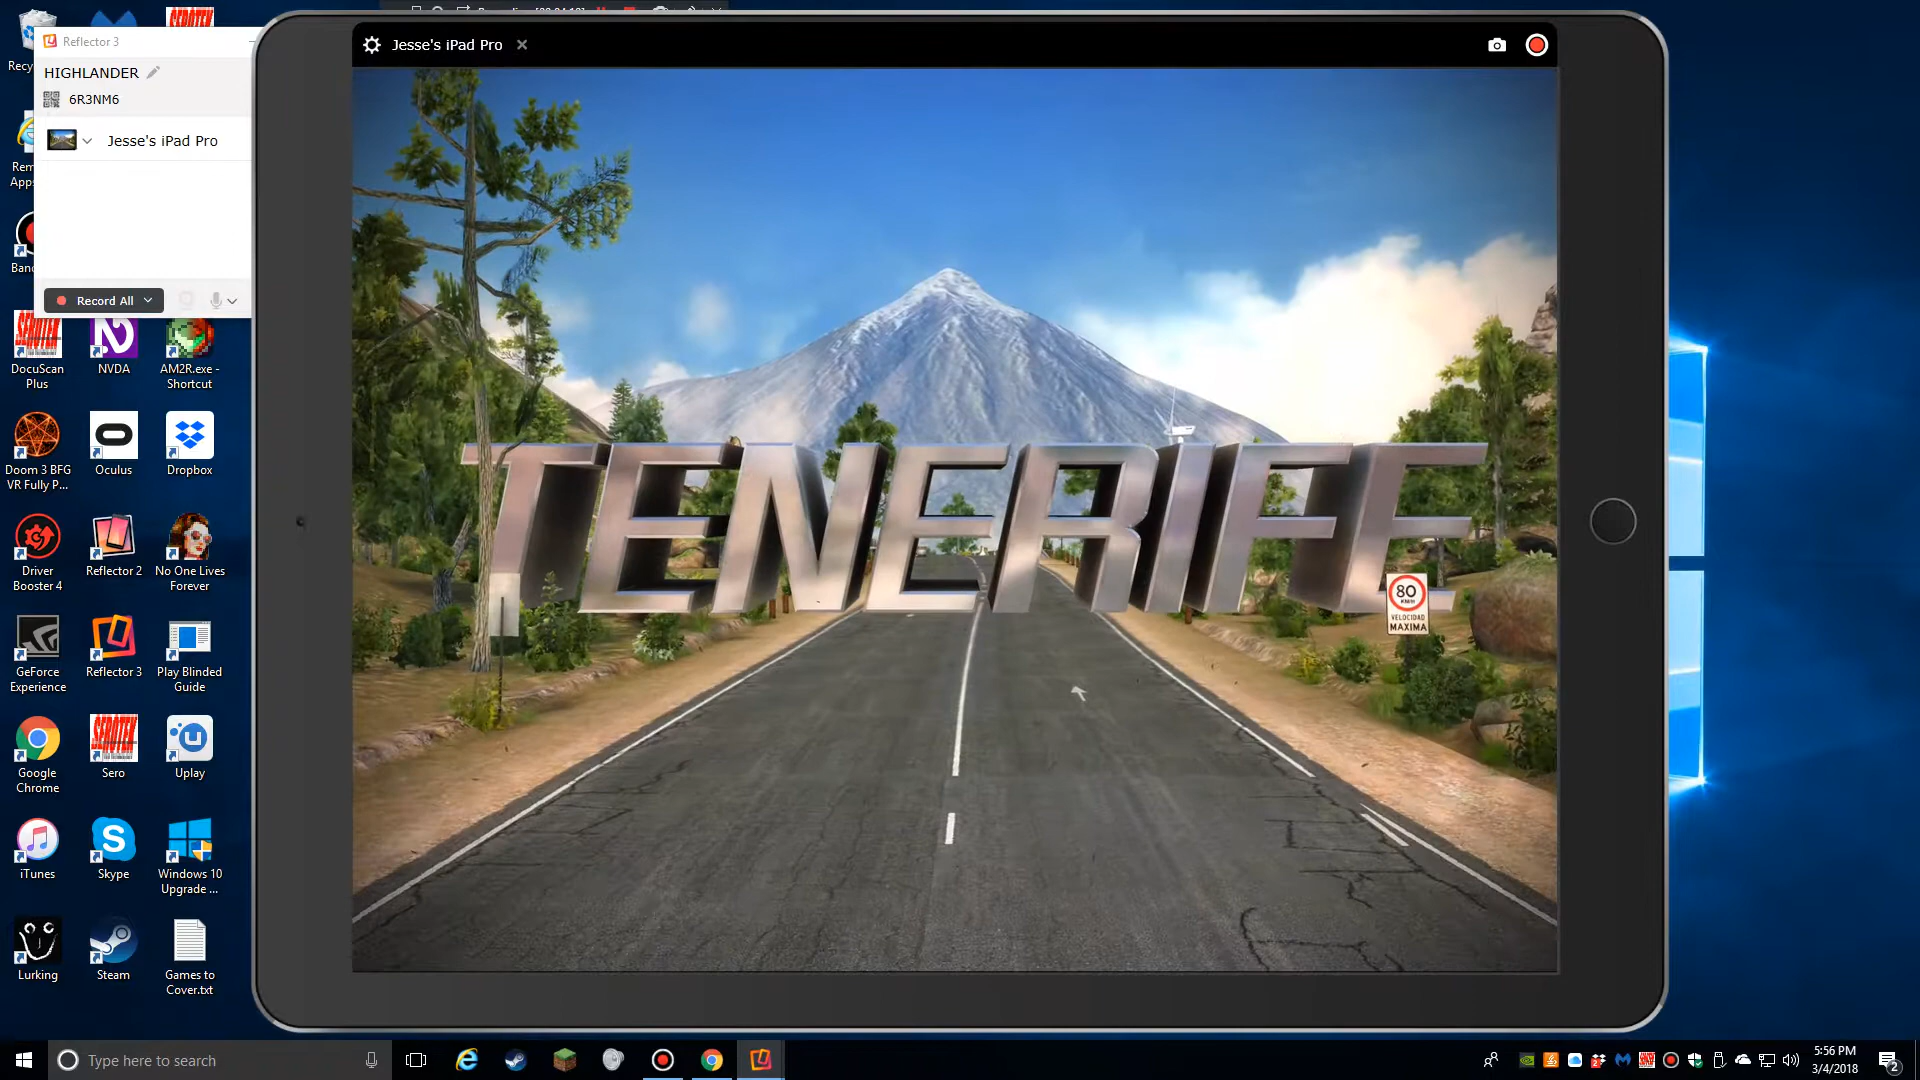 Reflector 3
HIGHLANDER
6R3NM6
Jesse's iPad Pro
Record All
Jesse's iPad Pro
TENERIFE
80
VELOCIDAD
MAXIMA
DocuScan
Plus
NVDA
AM2R.exe -
Shortcut
Doom 3 BFG
VR Fully P...
Oculus
Dropbox
Driver
Booster 4
Reflector 2
No One Lives
Forever
GeForce
Experience
Reflector 3
Play Blinded
Guide
Google
Chrome
SEROTEK
Sero
Uplay
iTunes
Skype
Windows 10
Upgrade ...
Lurking
Steam
Games to
Cover.txt
Type here to search
5:56 PM
3/4/2018
2